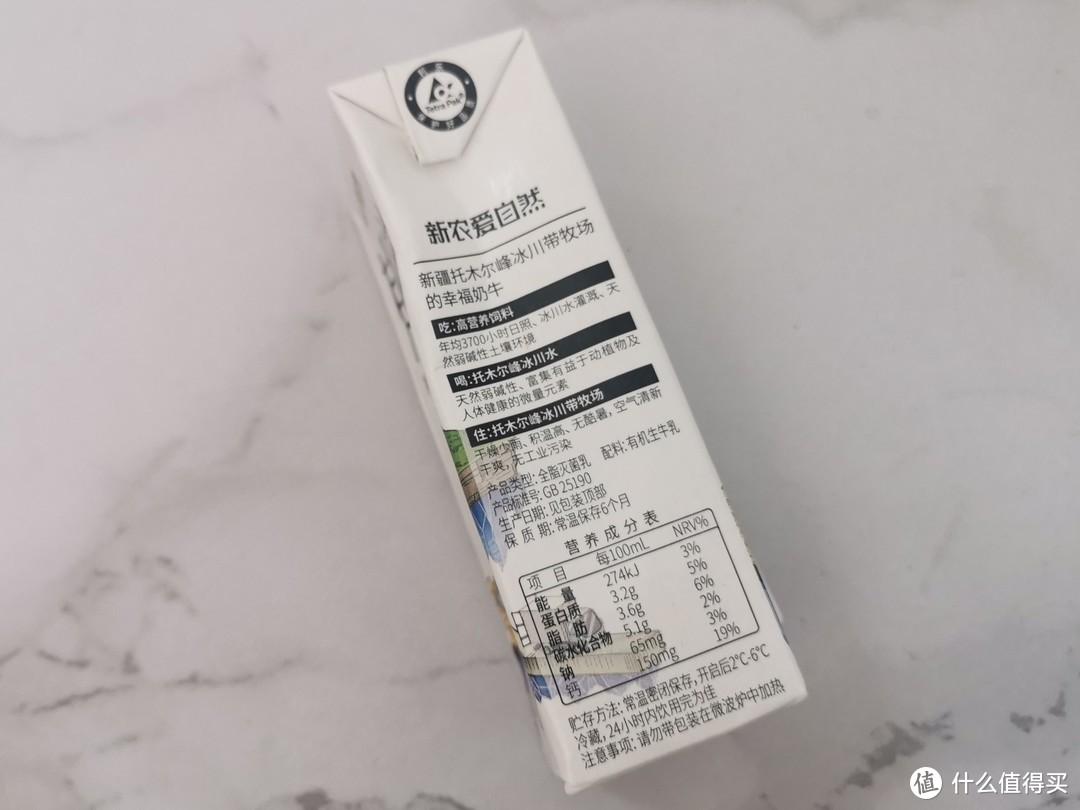 利乐
Tetra Pak®
保护好品质
新农爱自然
新疆托木尔峰冰川带牧场
的幸福奶牛
吃:高营养饲料
年均3700小时日照、冰川水灌溉、天
然弱碱性土壤环境
喝:托木尔峰冰川水
天然弱碱性、富集有益于动植物及
人体健康的微量元素
住:托木尔峰冰川带牧场
干燥少雨、积温高、无酷暑,空气清新
干爽,无工业污染
产品类型:全脂灭菌乳 配料:有机生牛乳
产品标准号:GB 25190
生产日期:见包装顶部
保质期:常温保存6个月
营养成分表
项目 每100mL NRV%
能量 274kJ 3%
蛋白质 3.2g 5%
脂肪 3.6g 6%
碳水化合物 5.1g 2%
钠 65mg 3%
钙 150mg 19%
贮存方法:常温密闭保存,开启后2℃-6℃
冷藏,24小时内饮用完为佳
注意事项:请勿带包装在微波炉中加热
值 什么值得买